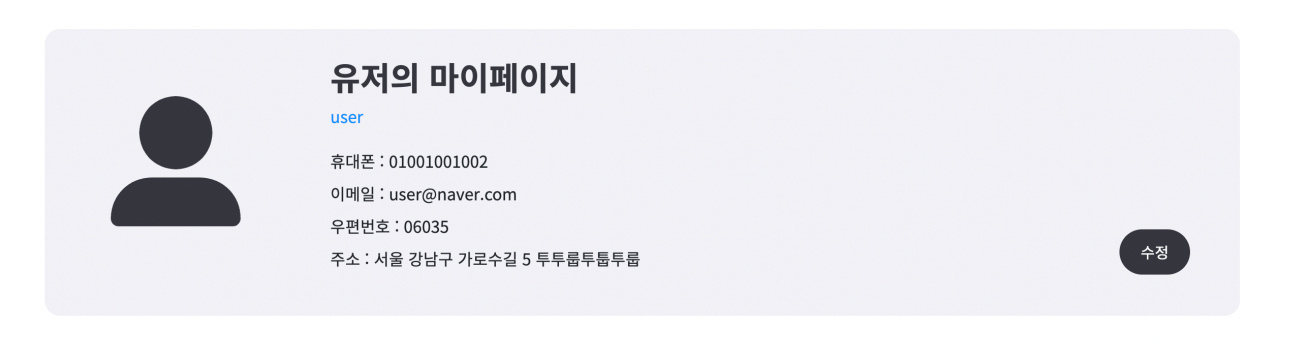 유저의 마이페이지
user
휴대폰 : 01001001002
이메일 : user@naver.com
우편번호 : 06035
주소 : 서울 강남구 가로수길 5 투투룹투툽투룹
수정